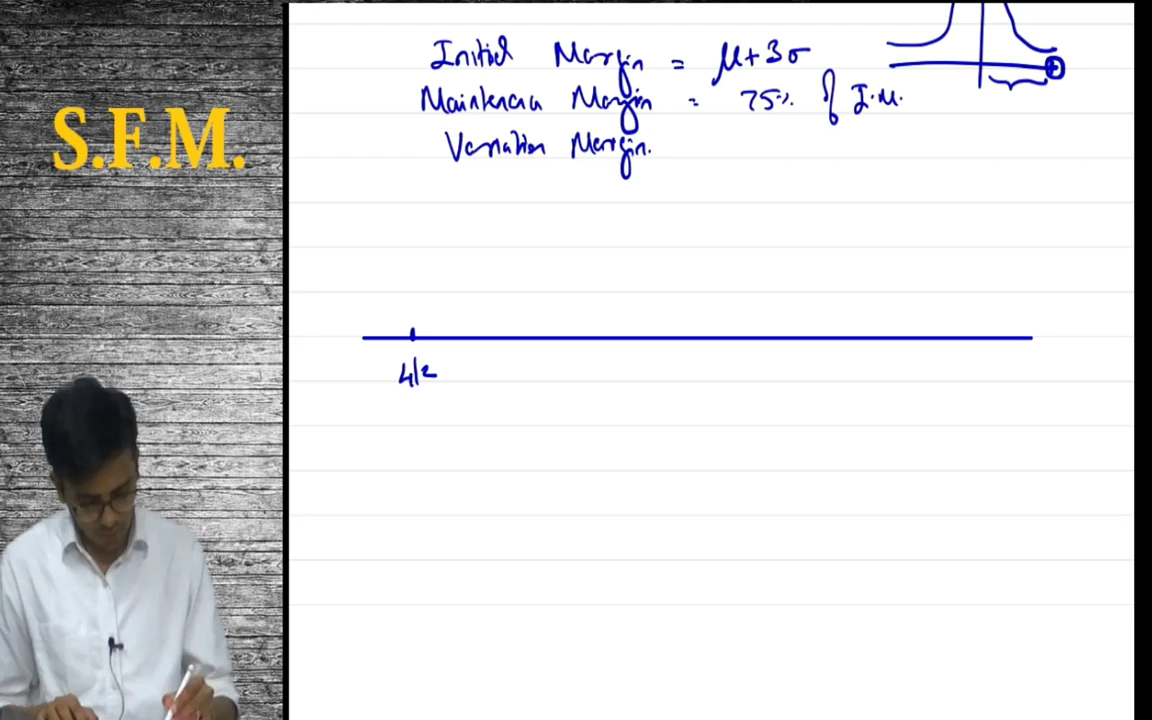 S.F.M.
Initial Margin = μ + 3σ
Maintenance Margin = 75% of I.M.
Variation Margin.
4/2